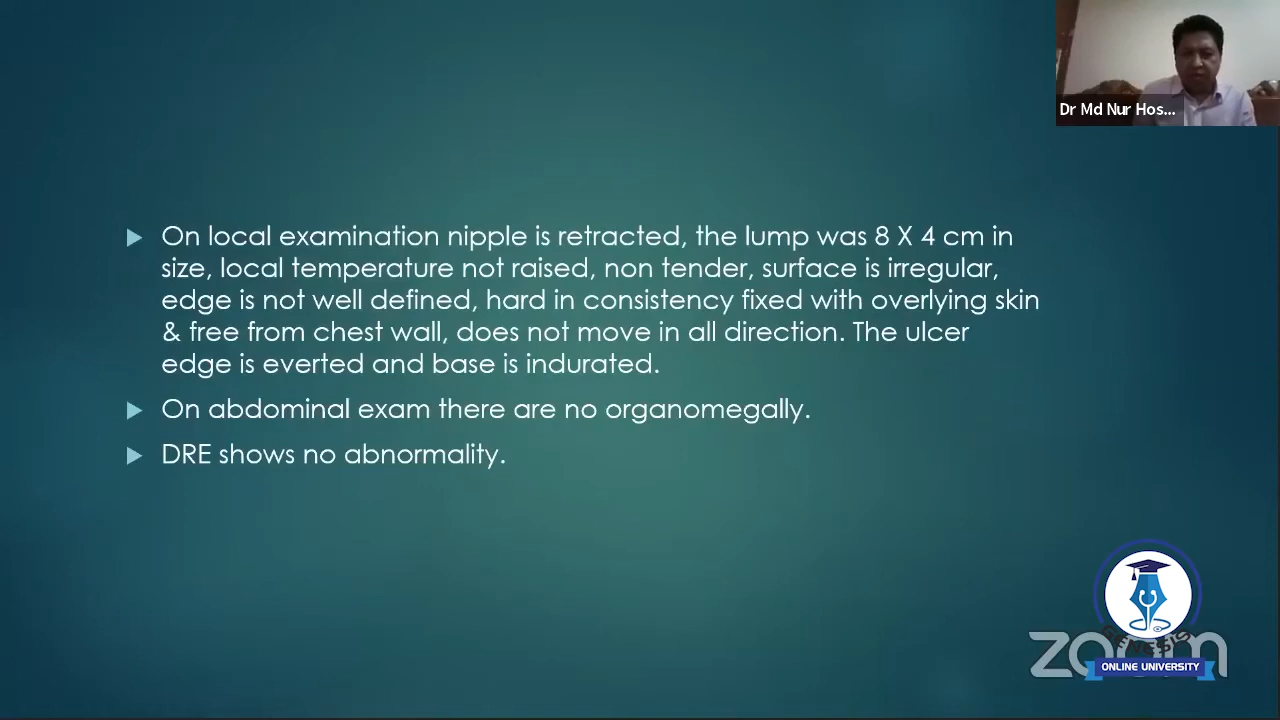 Dr Md Nur Hos...
On local examination nipple is retracted, the lump was 8 X 4 cm in
size, local temperature not raised, non tender, surface is irregular,
edge is not well defined, hard in consistency fixed with overlying skin
& free from chest wall, does not move in all direction. The ulcer
edge is everted and base is indurated.
On abdominal exam there are no organomegally.
DRE shows no abnormality.
zoom
GENESIS
ONLINE UNIVERSITY